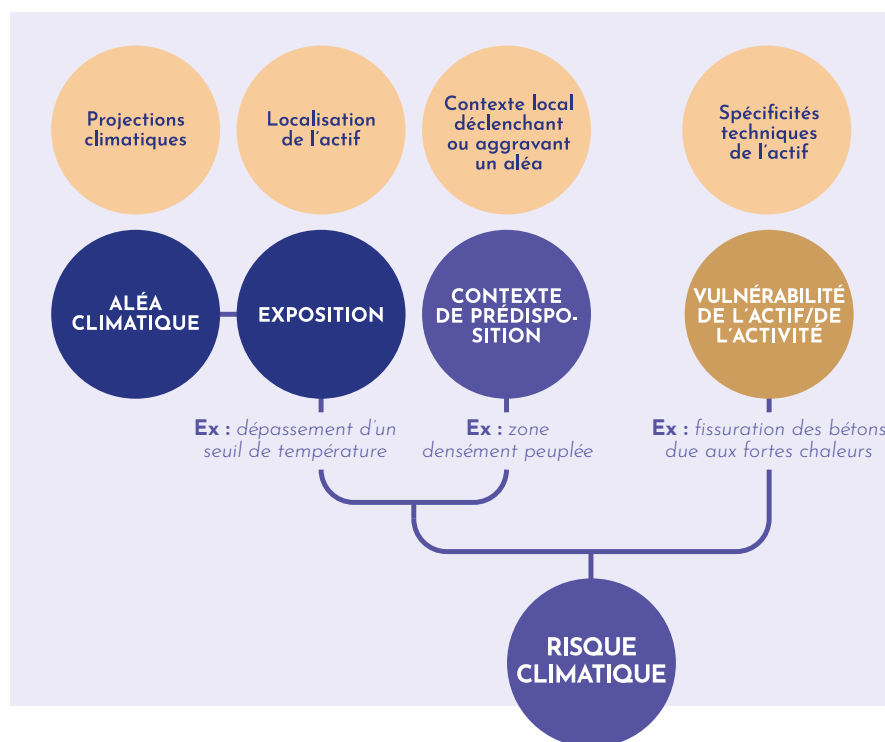 Projections
climatiques
Localisation
de l'actif
Contexte local
déclenchant
ou aggravant
un aléa
Spécificités
techniques
de l'actif
ALÉA
CLIMATIQUE
EXPOSITION
CONTEXTE
DE PRÉDISPO-
SITION
VULNÉRABILITÉ
DE L'ACTIF/DE
L'ACTIVITÉ
Ex : dépassement d'un
seuil de température
Ex : zone
densément peuplée
Ex : fissuration des bétons
due aux fortes chaleurs
RISQUE
CLIMATIQUE